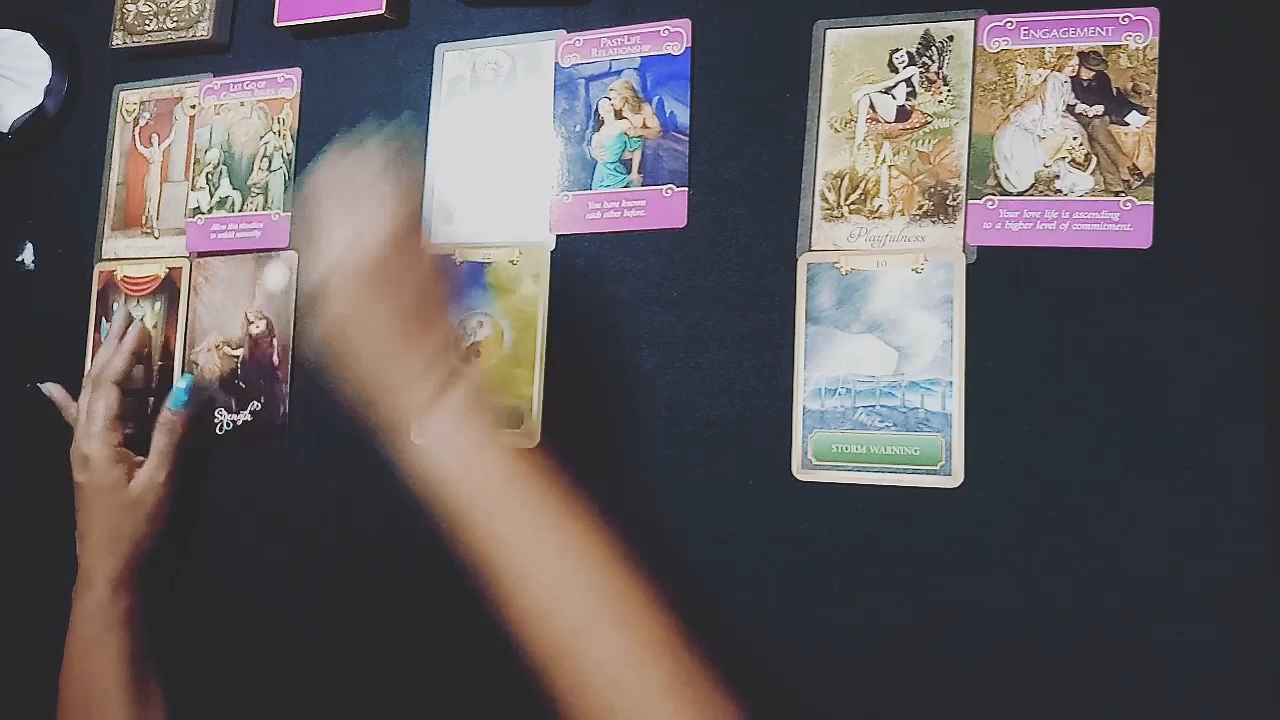 LET GO OF
CONTROL ISSUES
Allow this situation
to unfold naturally.
Strength
PAST-LIFE
RELATIONSHIP
You have known
each other before.
Playfulness
ENGAGEMENT
Your love life is ascending
to a higher level of commitment.
10
STORM WARNING